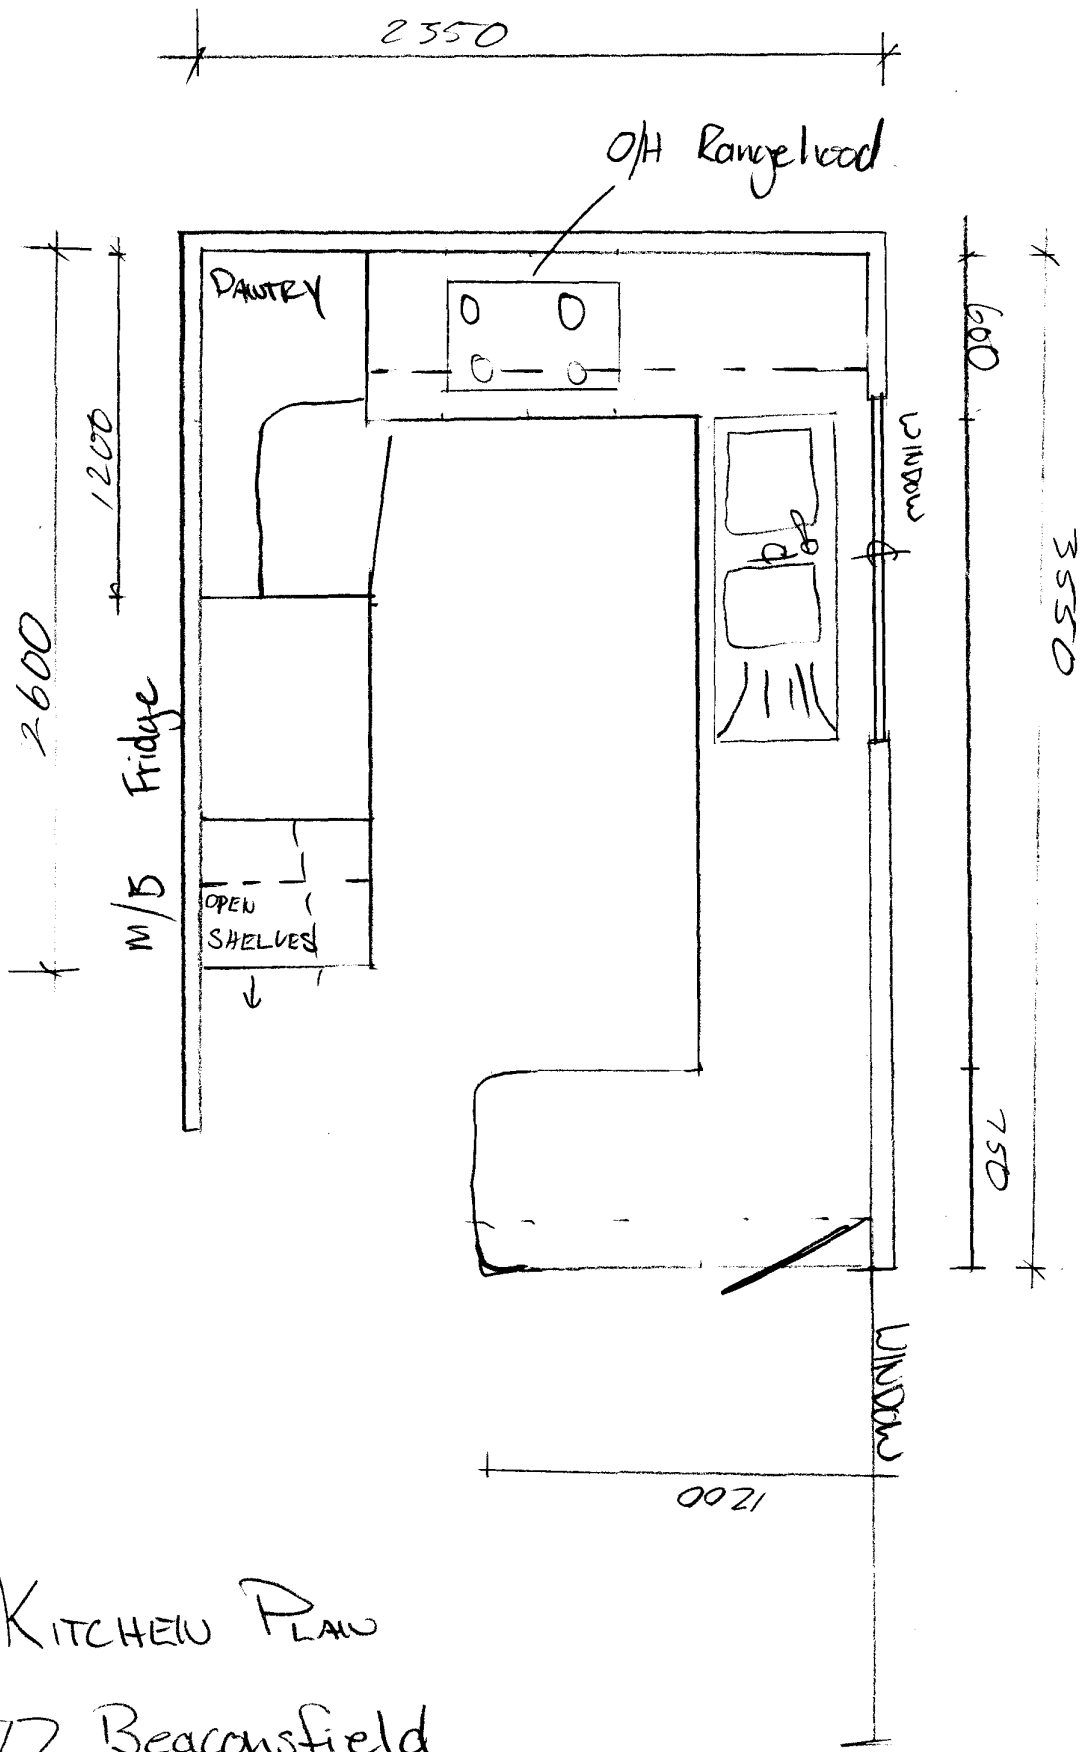 2350
O/H Rangehood
PANTRY
600
WINDOW
1200
3550
2600
Fridge
M/B
OPEN
SHELVES
750
WINDOW
1200
KITCHEN PLAN
Beaconsfield